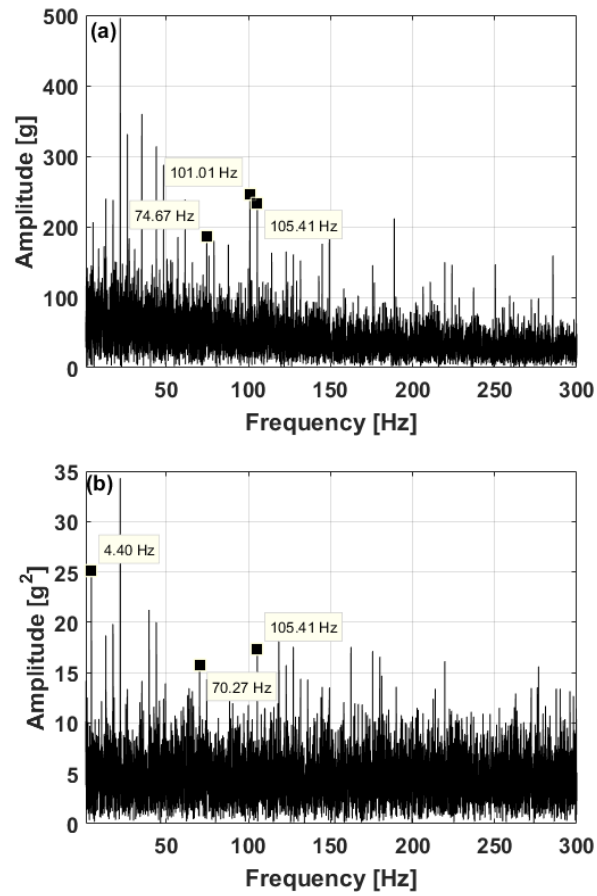 (a)
500
400
300
200
100
0
Amplitude [g]
101.01 Hz
74.67 Hz
105.41 Hz
50 100 150 200 250 300
Frequency [Hz]
(b)
35
30
25
20
15
10
5
0
Amplitude [g²]
4.40 Hz
105.41 Hz
70.27 Hz
50 100 150 200 250 300
Frequency [Hz]